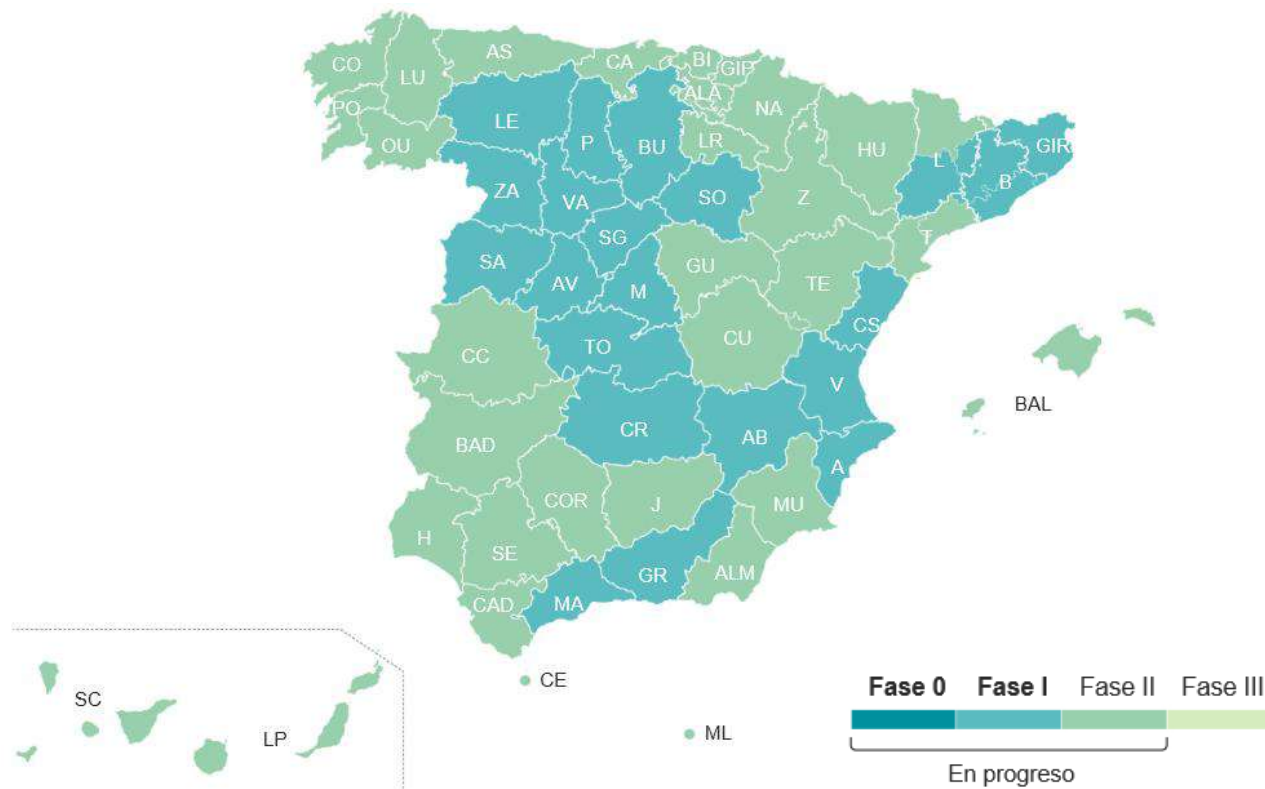 AS
CO
LU
CA
BI
GIP
ALA
NA
PO
OU
LE
P
BU
LR
HU
L
GIR
B
ZA
VA
SO
Z
T
SG
SA
AV
M
GU
TE
CS
TO
CU
CC
V
BAL
BAD
CR
AB
A
COR
J
MU
H
SE
GR
ALM
CAD
MA
CE
SC
LP
ML
Fase 0 Fase I Fase II Fase III
En progreso